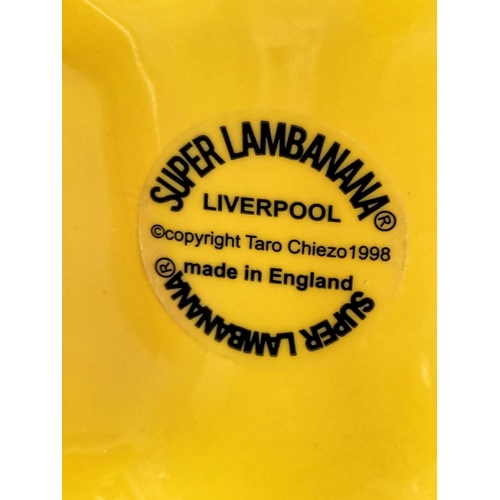 SUPER LAMBANANA®
LIVERPOOL
©copyright Taro Chiezo1998
made in England
SUPER LAMBANANA®